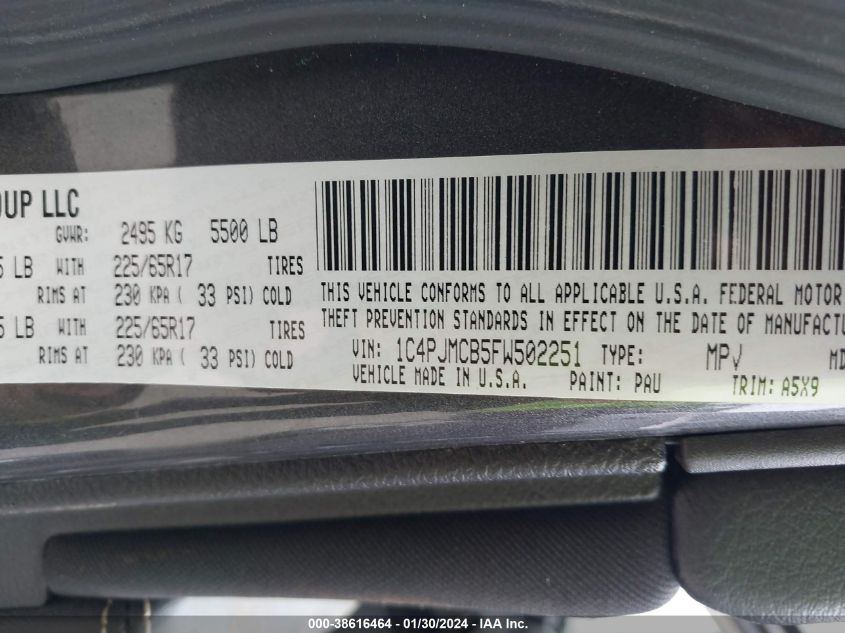 OUP LLC
GVWR: 2495 KG 5500 LB
5 LB WITH 225/65R17 TIRES
RIMS AT 230 KPA ( 33 PSI) COLD
5 LB WITH 225/65R17 TIRES
RIMS AT 230 KPA ( 33 PSI) COLD
THIS VEHICLE CONFORMS TO ALL APPLICABLE U.S.A. FEDERAL MOTOR
THEFT PREVENTION STANDARDS IN EFFECT ON THE DATE OF MANUFACTU
VIN: 1C4PJMCB5FW502251 TYPE: MPV MD
VEHICLE MADE IN U.S.A. PAINT: PAU TRIM: A5X9
000-38616464 - 01/30/2024 - IAA Inc.